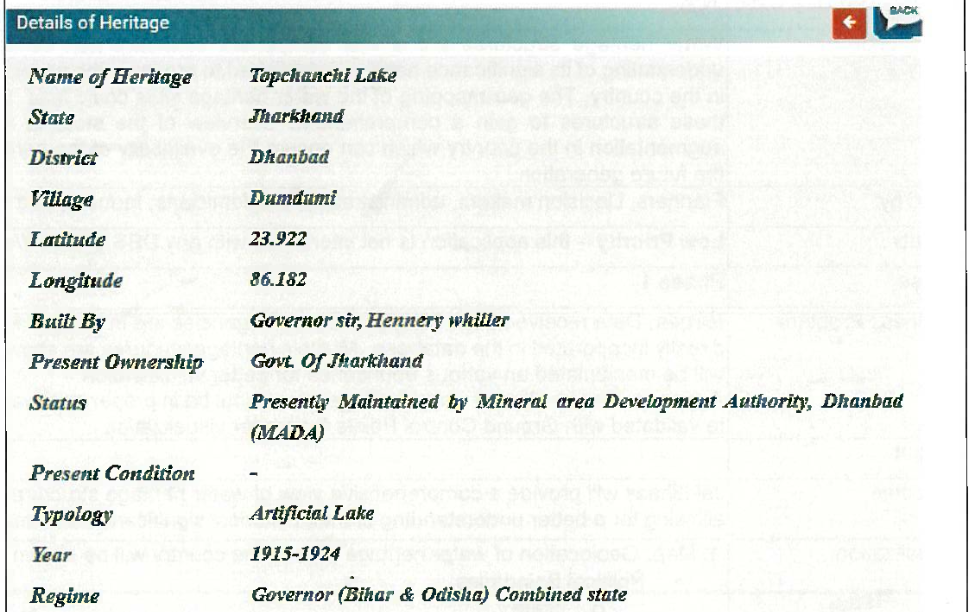 Details of Heritage
BACK
Name of Heritage Topchanchi Lake
State Jharkhand
District Dhanbad
Village Dumdumi
Latitude 23.922
Longitude 86.182
Built By Governor sir, Hennery whiller
Present Ownership Govt. Of Jharkhand
Status Presently Maintained by Mineral area Development Authority, Dhanbad
(MADA)
Present Condition -
Typology Artificial Lake
Year 1915-1924
Regime Governor (Bihar & Odisha) Combined state